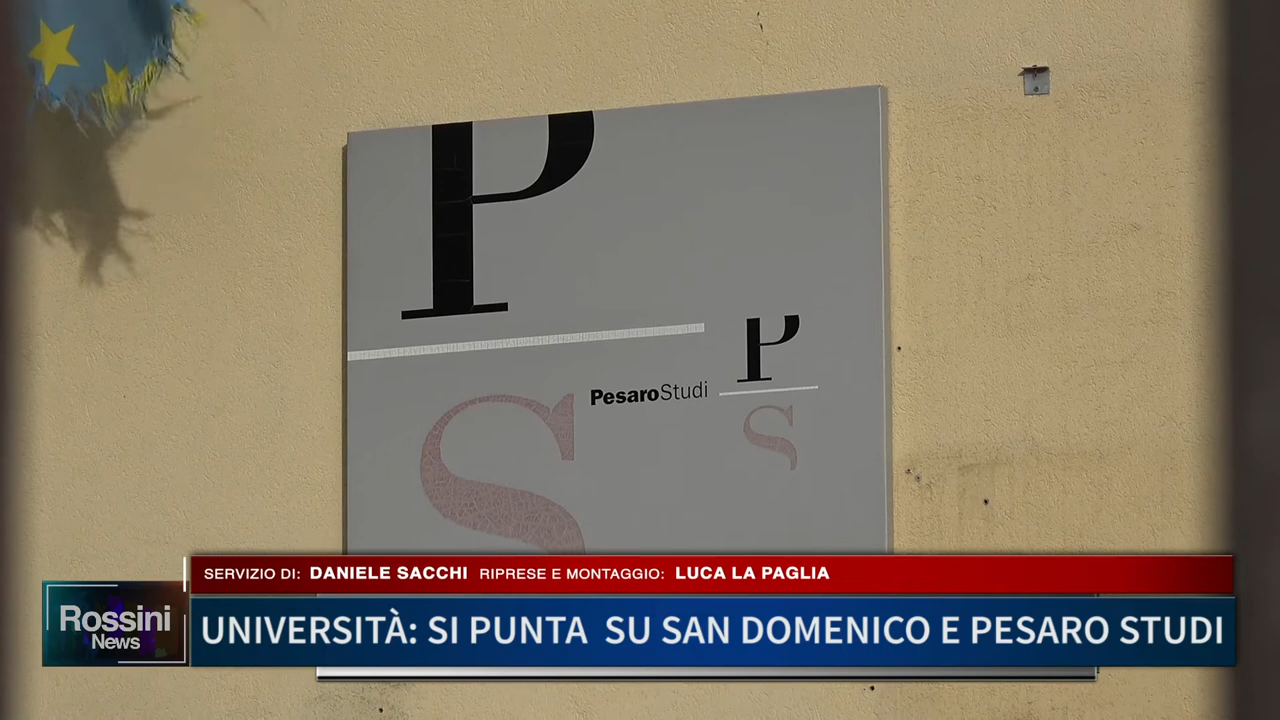 P
S
PesaroStudi
P
S
SERVIZIO DI: DANIELE SACCHI RIPRESE E MONTAGGIO: LUCA LA PAGLIA
Rossini
News
UNIVERSITÀ: SI PUNTA SU SAN DOMENICO E PESARO STUDI